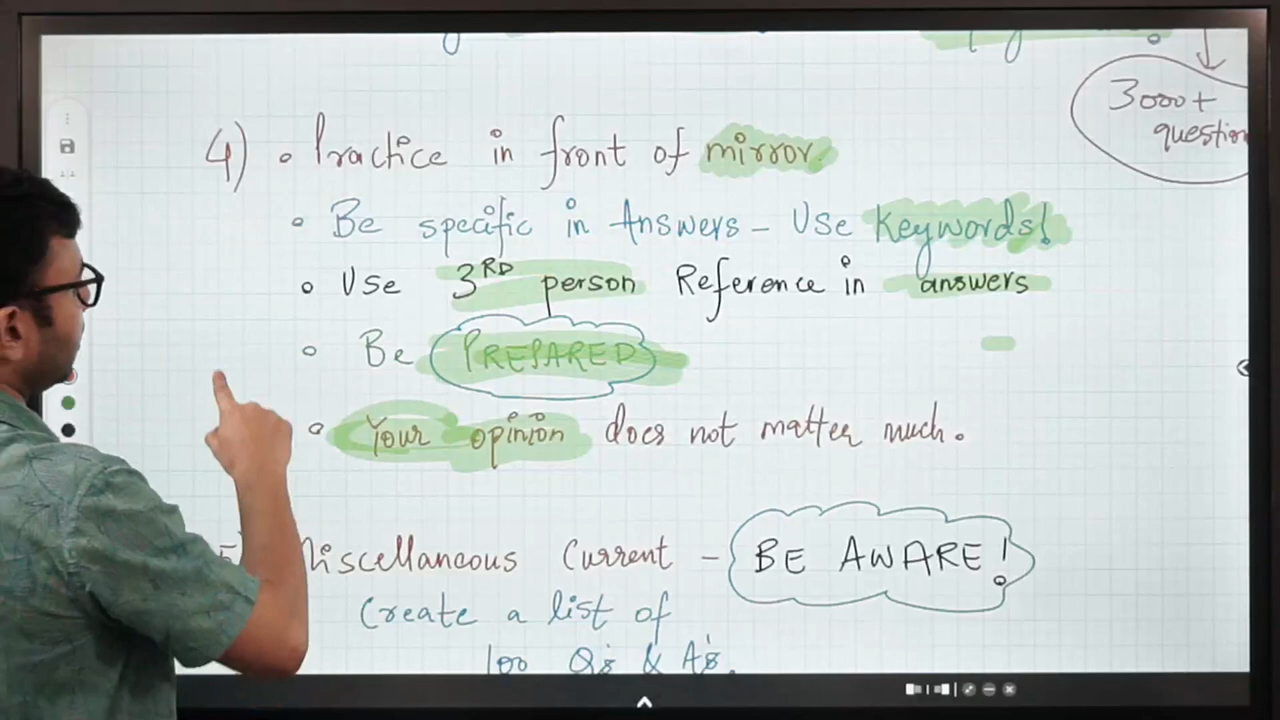 3000+
question
4) • Practice in front of mirror.
• Be specific in Answers - Use Keywords!
• Use 3RD person Reference in answers
• Be PREPARED
• Your opinion does not matter much.
5) Miscellaneous Current - BE AWARE!
Create a list of
100 Q's & A's.